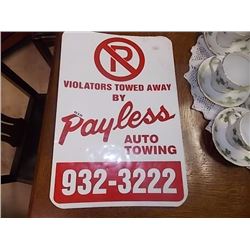 P
VIOLATORS TOWED AWAY
BY
Payless
AUTO
TOWING
932-3222